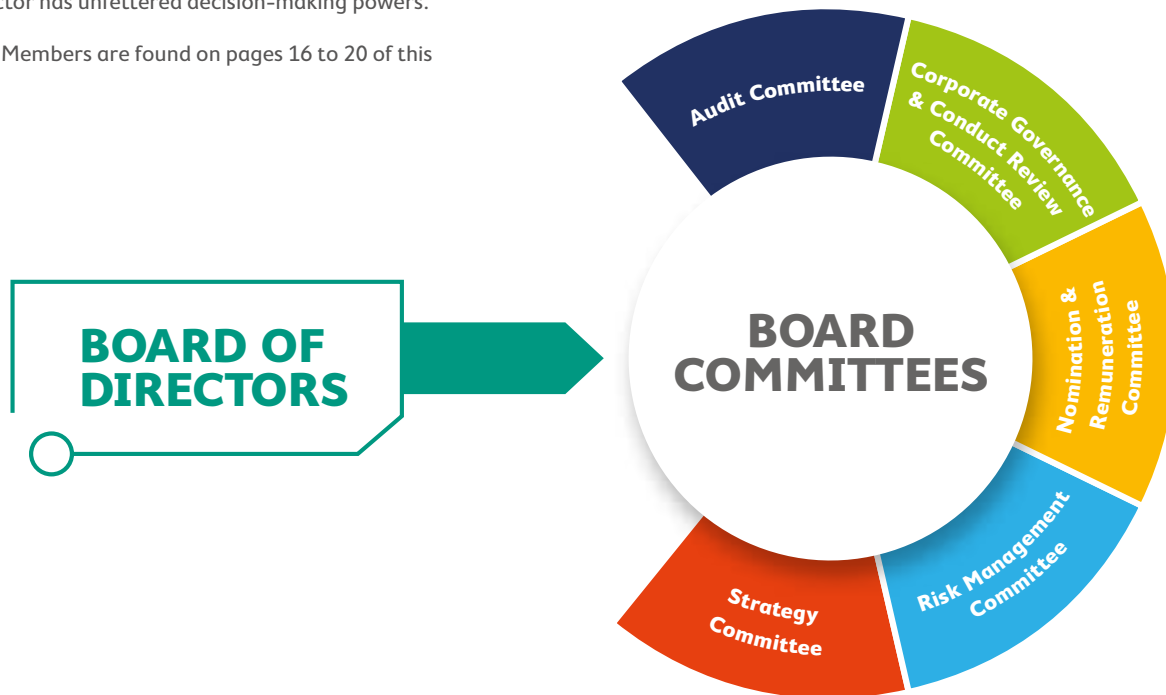 ctor has unfettered decision-making powers.
Members are found on pages 16 to 20 of this
BOARD OF
DIRECTORS
BOARD
COMMITTEES
Audit Committee
Corporate Governance
& Conduct Review
Committee
Nomination &
Remuneration
Committee
Risk Management
Committee
Strategy
Committee